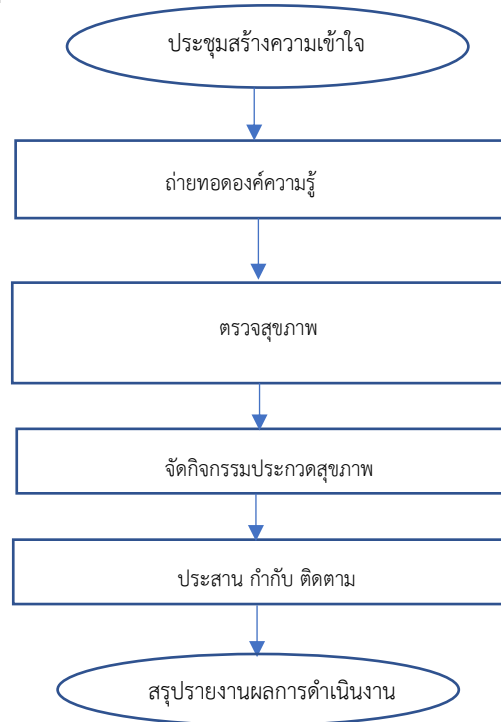 ประชุมสร้างความเข้าใจ
ถ่ายทอดองค์ความรู้
ตรวจสุขภาพ
จัดกิจกรรมประกวดสุขภาพ
ประสาน กำกับ ติดตาม
สรุปรายงานผลการดำเนินงาน